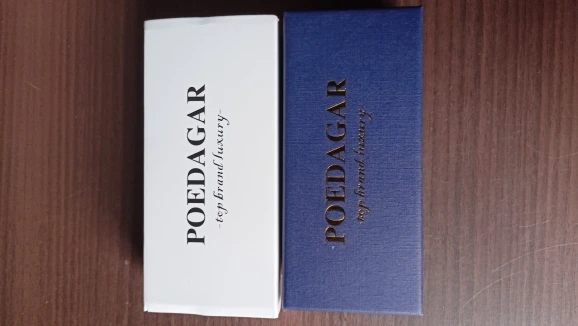 POEDAGAR
-top brand luxury-
POEDAGAR
-top brand luxury-